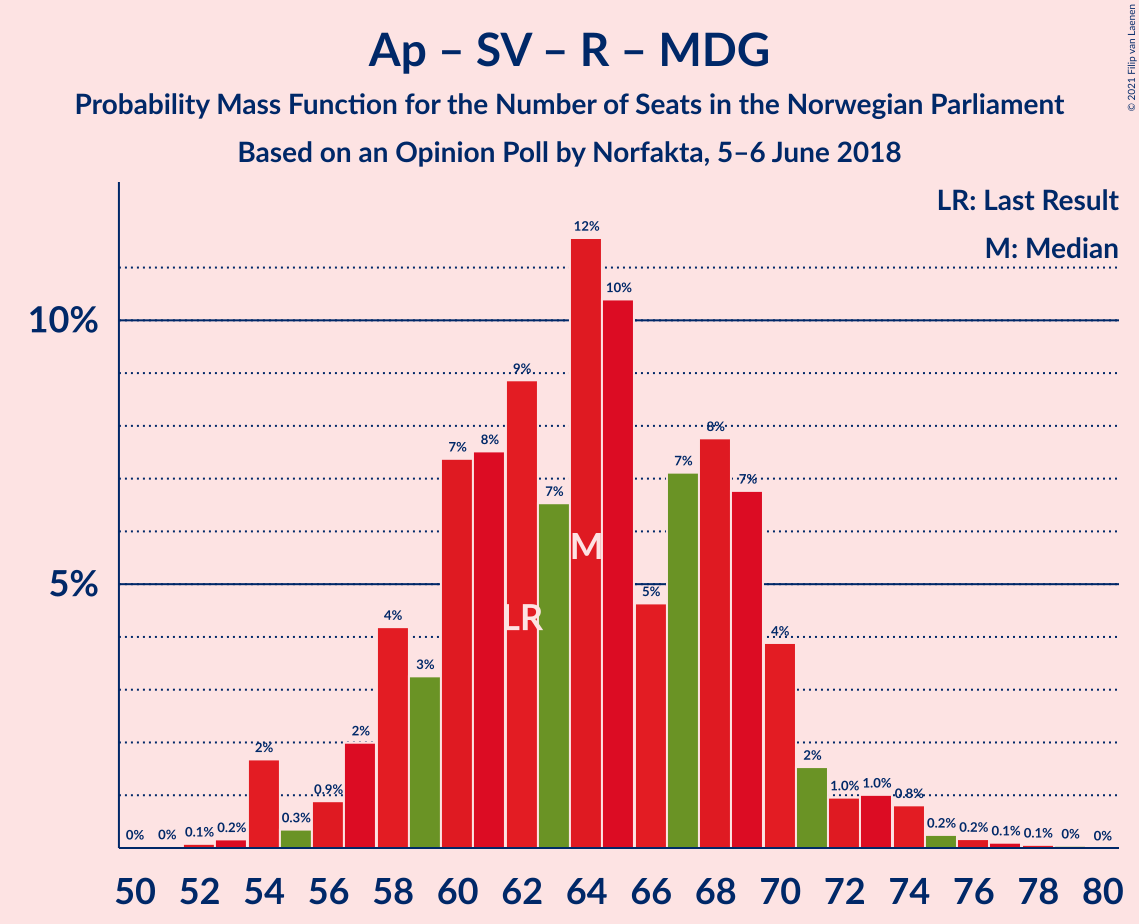 Ap – SV – R – MDG
Probability Mass Function for the Number of Seats in the Norwegian Parliament
Based on an Opinion Poll by Norfakta, 5–6 June 2018
© 2021 Filip van Laenen
LR: Last Result
M: Median
10%
5%
0% 0% 0.1% 0.2% 2% 0.3% 0.9% 2% 4% 3% 7% 8% 9% 7% 12% 10% 5% 7% 8% 7% 4% 2% 1.0% 1.0% 0.8% 0.2% 0.2% 0.1% 0.1% 0% 0%
LR M
50 52 54 56 58 60 62 64 66 68 70 72 74 76 78 80